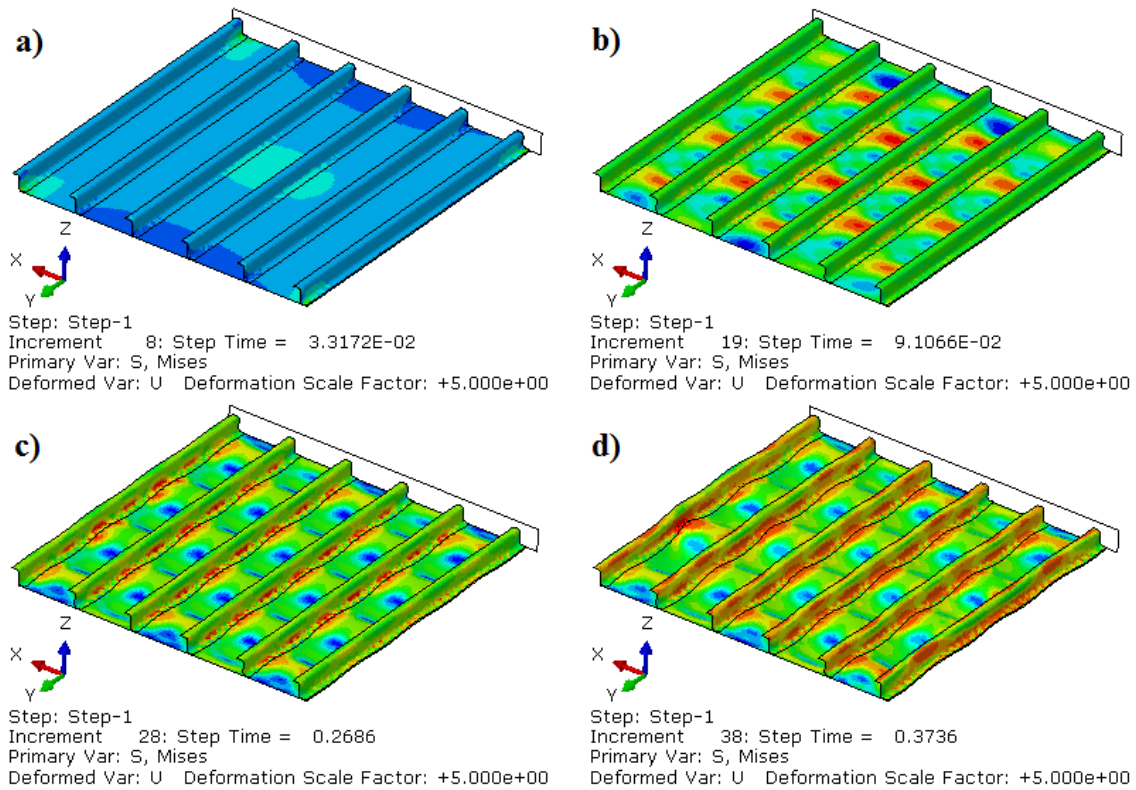 a)
Z
X
Y
Step: Step-1
Increment 8: Step Time = 3.3172E-02
Primary Var: S, Mises
Deformed Var: U Deformation Scale Factor: +5.000e+00
b)
Z
X
Y
Step: Step-1
Increment 19: Step Time = 9.1066E-02
Primary Var: S, Mises
Deformed Var: U Deformation Scale Factor: +5.000e+00
c)
Z
X
Y
Step: Step-1
Increment 28: Step Time = 0.2686
Primary Var: S, Mises
Deformed Var: U Deformation Scale Factor: +5.000e+00
d)
Z
X
Y
Step: Step-1
Increment 38: Step Time = 0.3736
Primary Var: S, Mises
Deformed Var: U Deformation Scale Factor: +5.000e+00